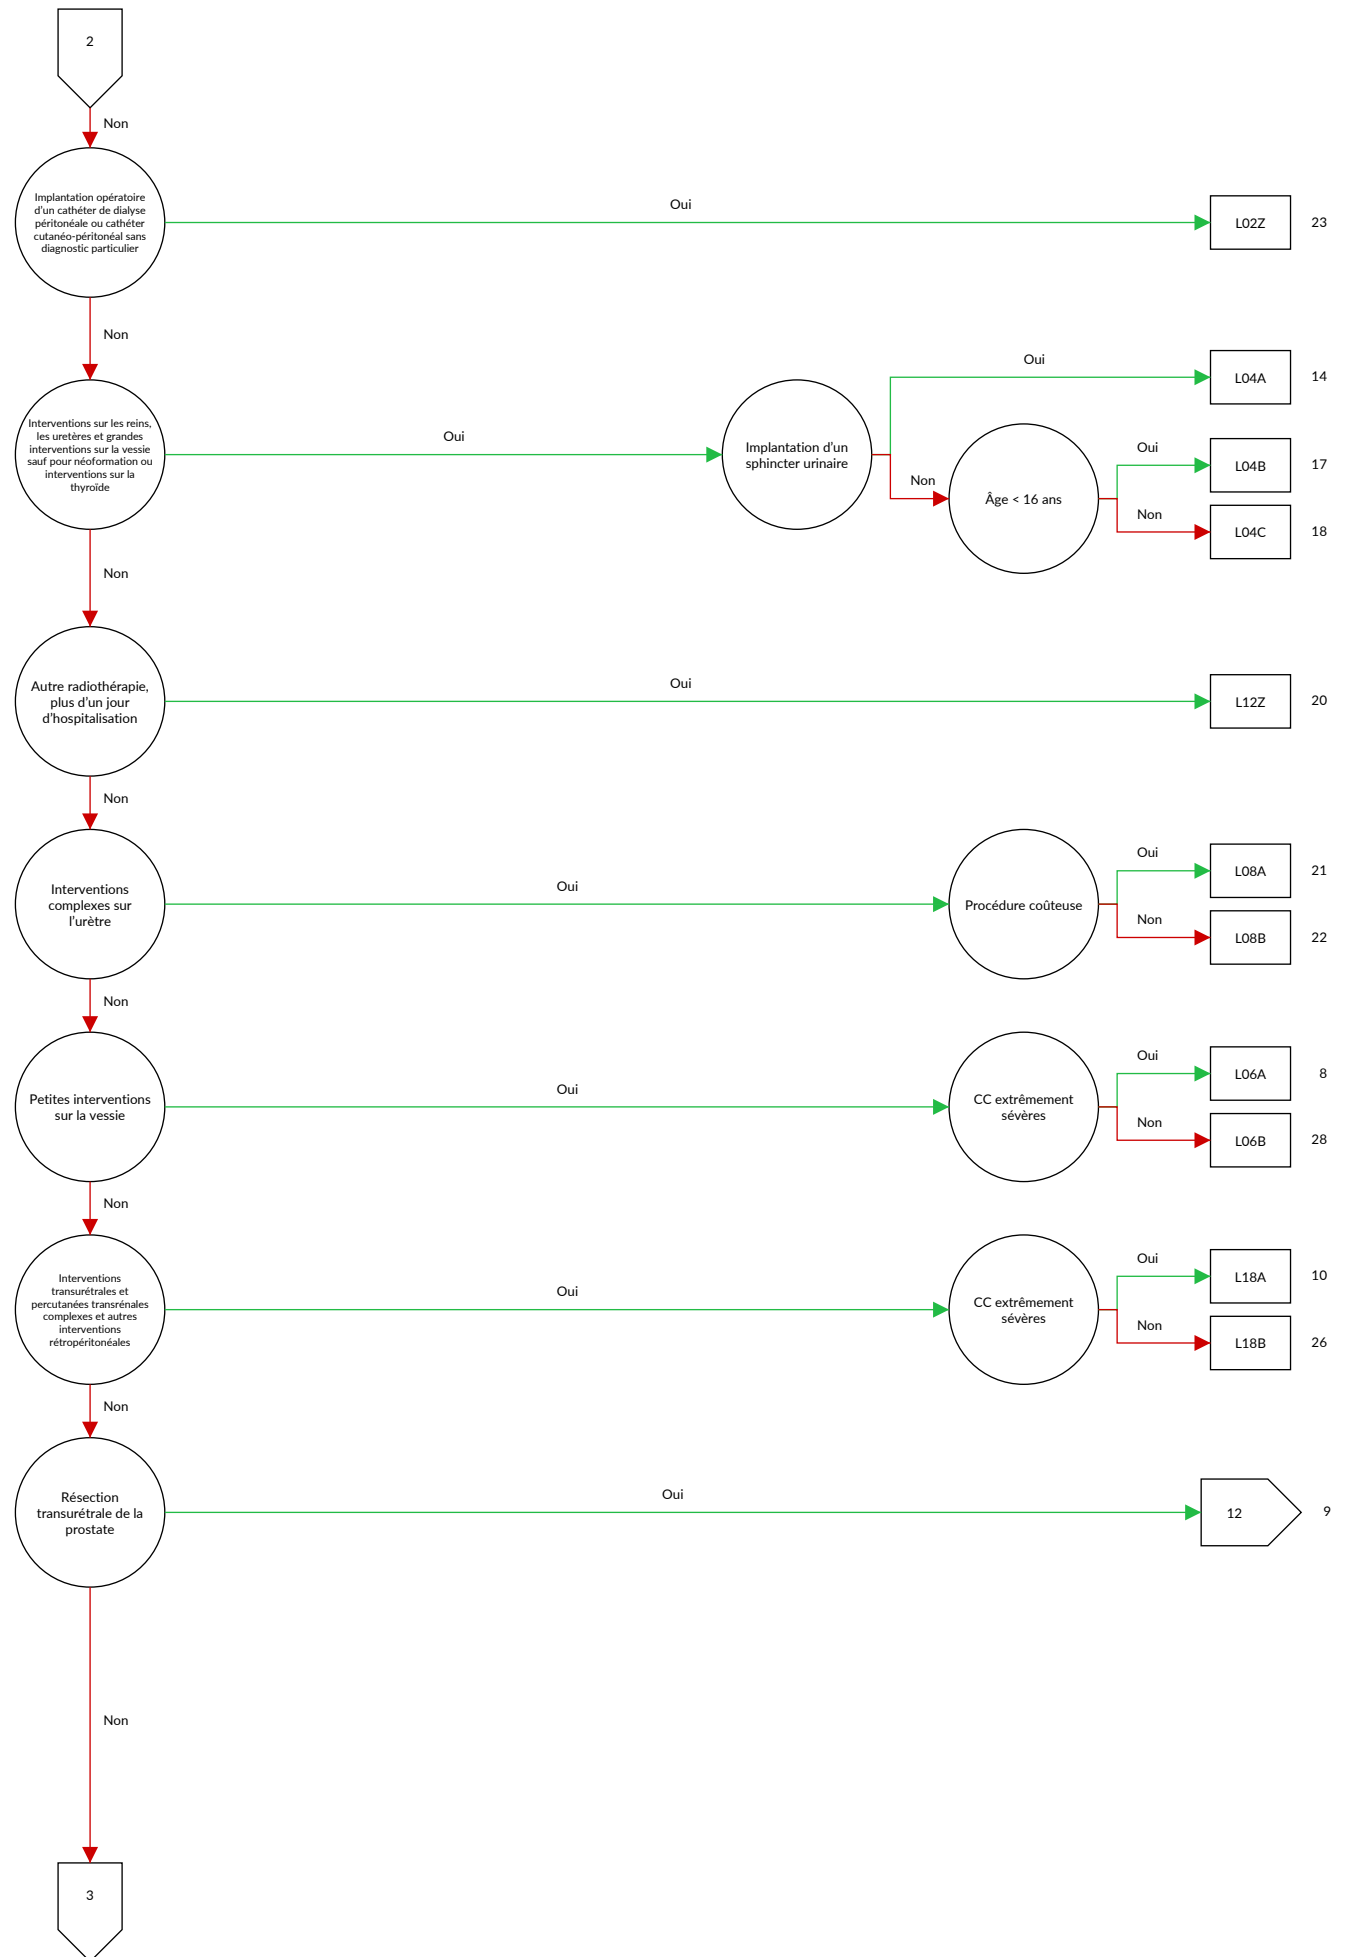 2
Non
Implantation opératoire
d'un cathéter de dialyse
péritonéale ou cathéter
cutanéo-péritonéal sans
diagnostic particulier
Oui
L02Z
23
Non
Interventions sur les reins,
les uretères et grandes
interventions sur la vessie
sauf pour néoformation ou
interventions sur la
thyroïde
Oui
Implantation d'un
sphincter urinaire
Oui
L04A
14
Non
Âge < 16 ans
Oui
L04B
17
Non
L04C
18
Non
Autre radiothérapie,
plus d'un jour
d'hospitalisation
Oui
L12Z
20
Non
Interventions
complexes sur
l'urètre
Oui
Procédure coûteuse
Oui
L08A
21
Non
L08B
22
Non
Petites interventions
sur la vessie
Oui
CC extrêmement
sévères
Oui
L06A
8
Non
L06B
28
Non
Interventions
transurétrales et
percutanées transrénales
complexes et autres
interventions
rétropéritonéales
Oui
CC extrêmement
sévères
Oui
L18A
10
Non
L18B
26
Non
Résection
transurétrale de la
prostate
Oui
12
9
Non
3